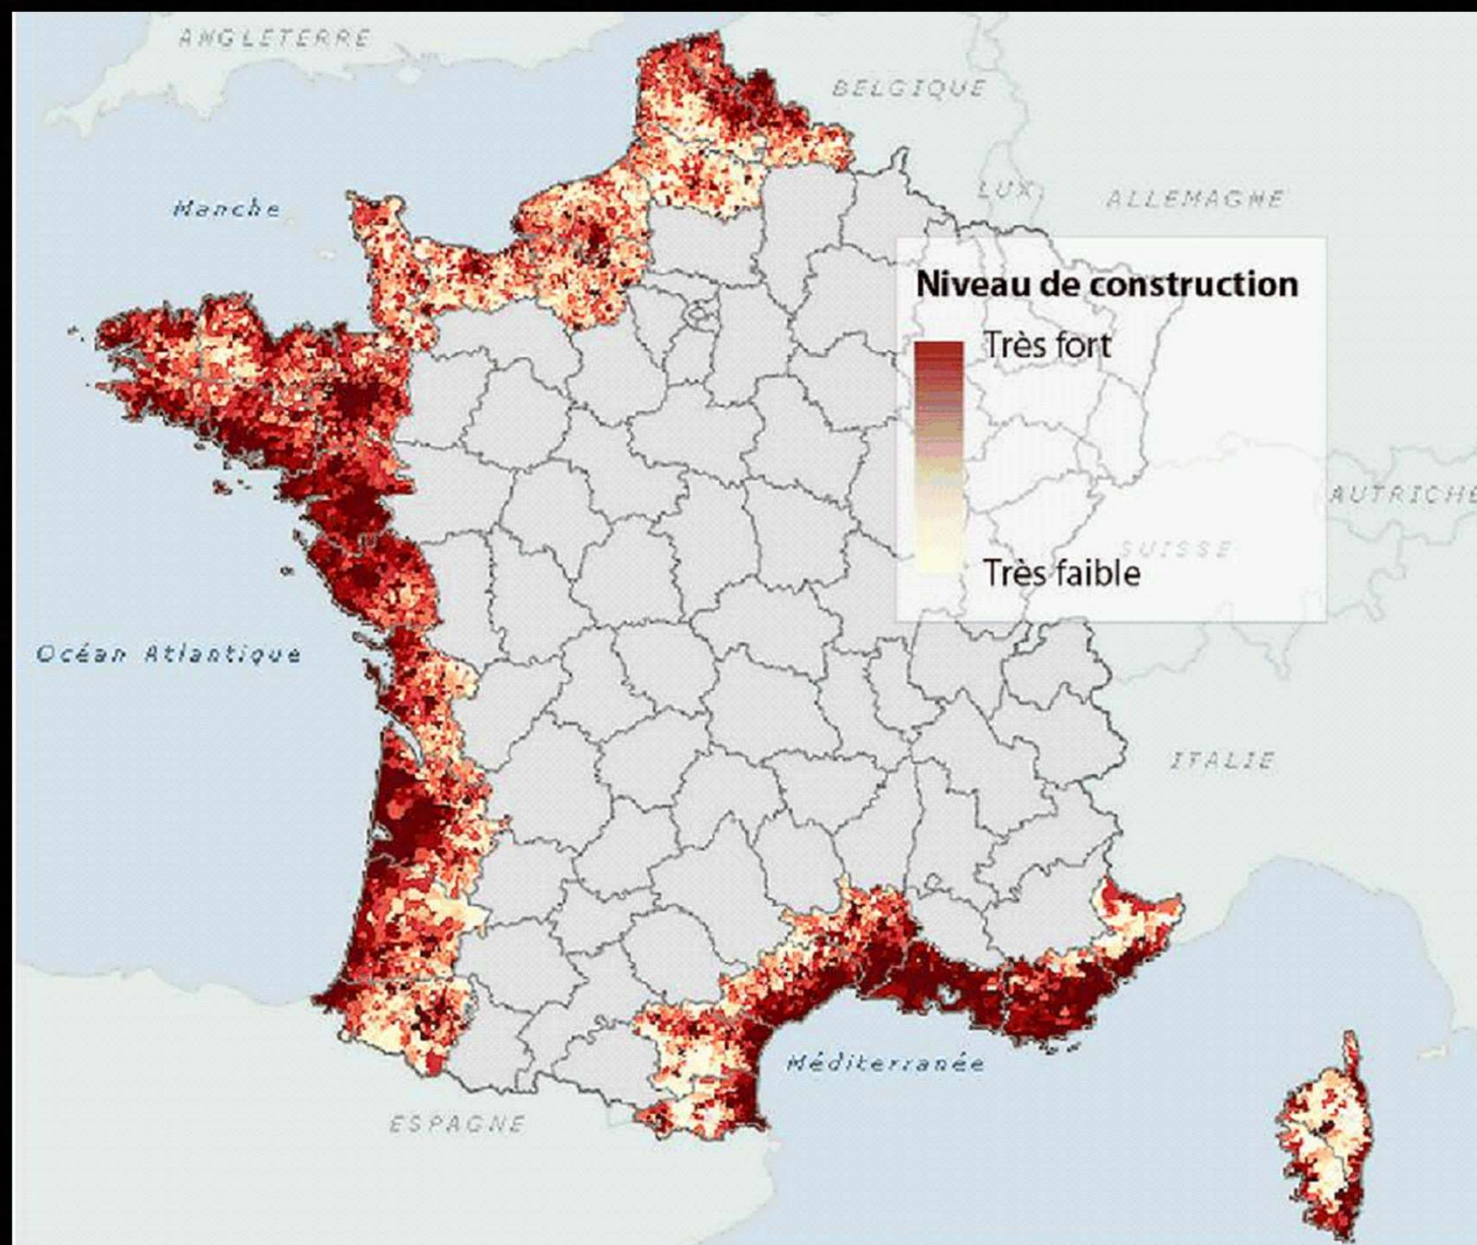 ANGLETERRE
BELGIQUE
LUX
ALLEMAGNE
Manche
Niveau de construction
Très fort
AUTRICHE
SUISSE
Très faible
Océan Atlantique
ITALIE
Méditerranée
ESPAGNE